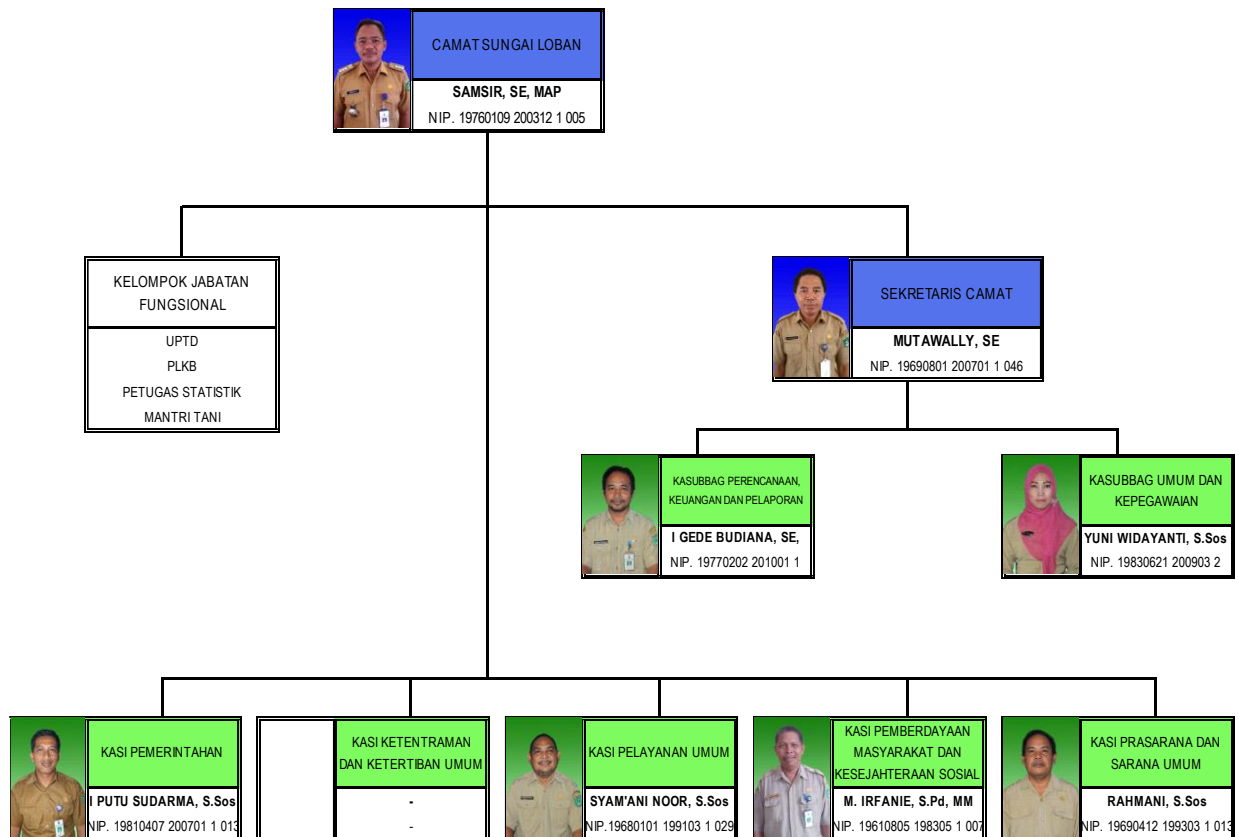 CAMAT SUNGAI LOBAN
SAMSIR, SE, MAP
NIP. 19760109 200312 1 005
KELOMPOK JABATAN
FUNGSIONAL
UPTD
PLKB
PETUGAS STATISTIK
MANTRI TANI
SEKRETARIS CAMAT
MUTAWALLY, SE
NIP. 19690801 200701 1 046
KASUBBAG PERENCANAAN,
KEUANGAN DAN PELAPORAN
I GEDE BUDIANA, SE,
NIP. 19770202 201001 1
KASUBBAG UMUM DAN
KEPEGAWAIAN
YUNI WIDAYANTI, S.Sos
NIP. 19830621 200903 2
KASI PEMERINTAHAN
I PUTU SUDARMA, S.Sos
NIP. 19810407 200701 1 013
KASI KETENTRAMAN
DAN KETERTIBAN UMUM
-
-
KASI PELAYANAN UMUM
SYAM'ANI NOOR, S.Sos
NIP.19680101 199103 1 029
KASI PEMBERDAYAAN
MASYARAKAT DAN
KESEJAHTERAAN SOSIAL
M. IRFANIE, S.Pd, MM
NIP. 19610805 198305 1 007
KASI PRASARANA DAN
SARANA UMUM
RAHMANI, S.Sos
NIP. 19690412 199303 1 013